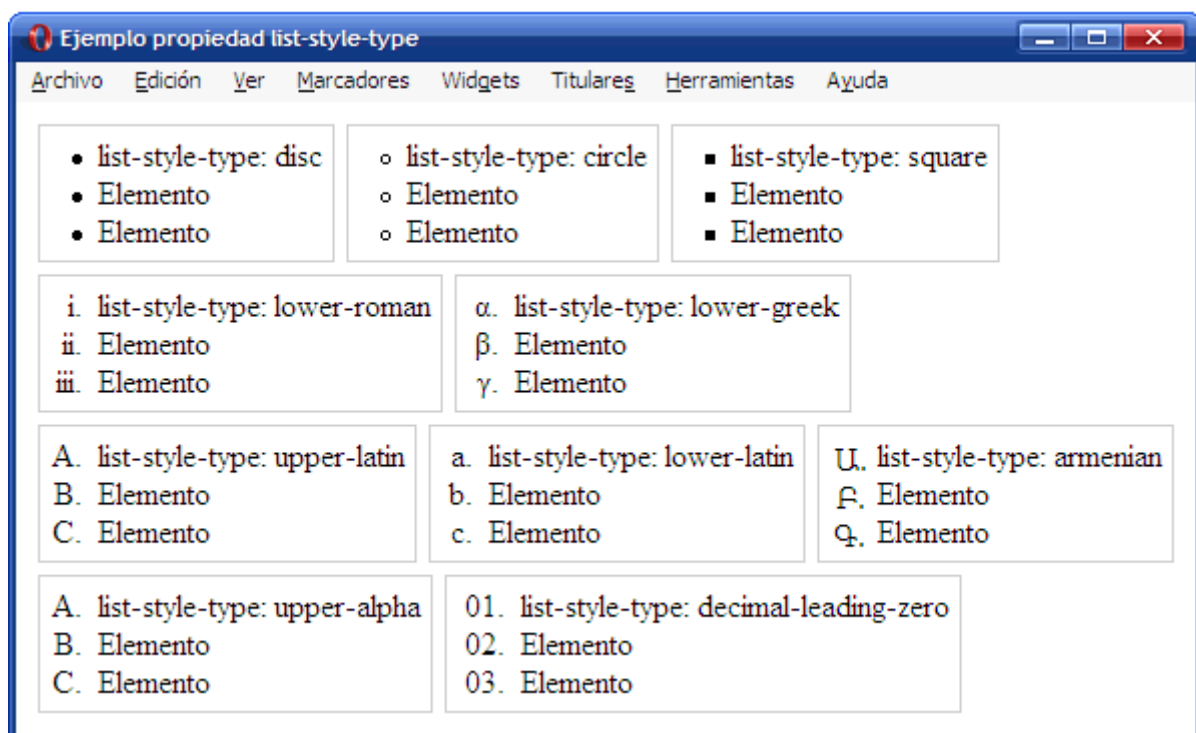 Ejemplo propiedad list-style-type
Archivo Edición Ver Marcadores Widgets Titulares Herramientas Ayuda
• list-style-type: disc
• Elemento
• Elemento
◦ list-style-type: circle
◦ Elemento
◦ Elemento
▪ list-style-type: square
▪ Elemento
▪ Elemento
i. list-style-type: lower-roman
ii. Elemento
iii. Elemento
α. list-style-type: lower-greek
β. Elemento
γ. Elemento
A. list-style-type: upper-latin
B. Elemento
C. Elemento
a. list-style-type: lower-latin
b. Elemento
c. Elemento
Ա. list-style-type: armenian
Բ. Elemento
Գ. Elemento
A. list-style-type: upper-alpha
B. Elemento
C. Elemento
01. list-style-type: decimal-leading-zero
02. Elemento
03. Elemento